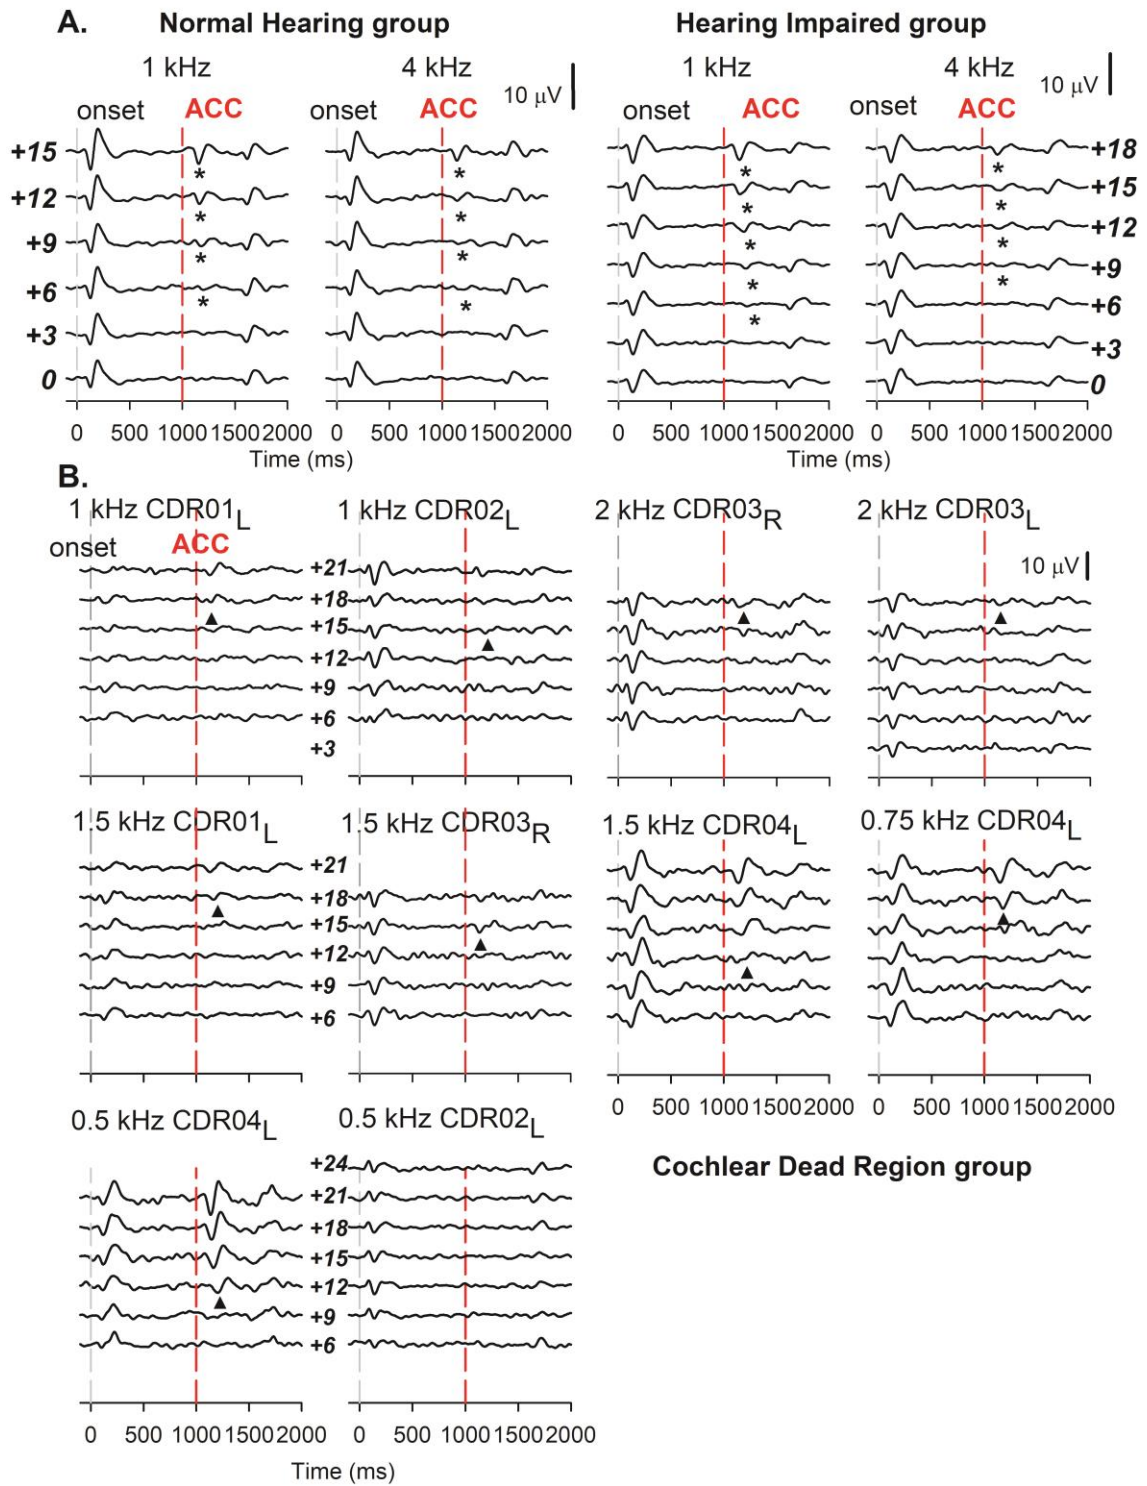 A.
Normal Hearing group
Hearing Impaired group
1 kHz
4 kHz
10 µV
1 kHz
4 kHz
10 µV
onset
ACC
onset
ACC
onset
ACC
onset
ACC
+15
+12
+9
+6
+3
0
* * * *
* * * *
* * * * *
* * * *
+18
+15
+12
+9
+6
+3
0
0 500 1000 1500 2000
0 500 1000 1500 2000
0 500 1000 1500 2000
0 500 1000 1500 2000
Time (ms)
Time (ms)
B.
1 kHz CDR01L
1 kHz CDR02L
2 kHz CDR03R
2 kHz CDR03L
onset
ACC
10 µV
+21
+18
+15
+12
+9
+6
+3
1.5 kHz CDR01L
1.5 kHz CDR03R
1.5 kHz CDR04L
0.75 kHz CDR04L
+21
+18
+15
+12
+9
+6
0 500 1000 1500 2000
0 500 1000 1500 2000
0.5 kHz CDR04L
0.5 kHz CDR02L
Cochlear Dead Region group
+24
+21
+18
+15
+12
+9
+6
0 500 1000 1500 2000
0 500 1000 1500 2000
Time (ms)